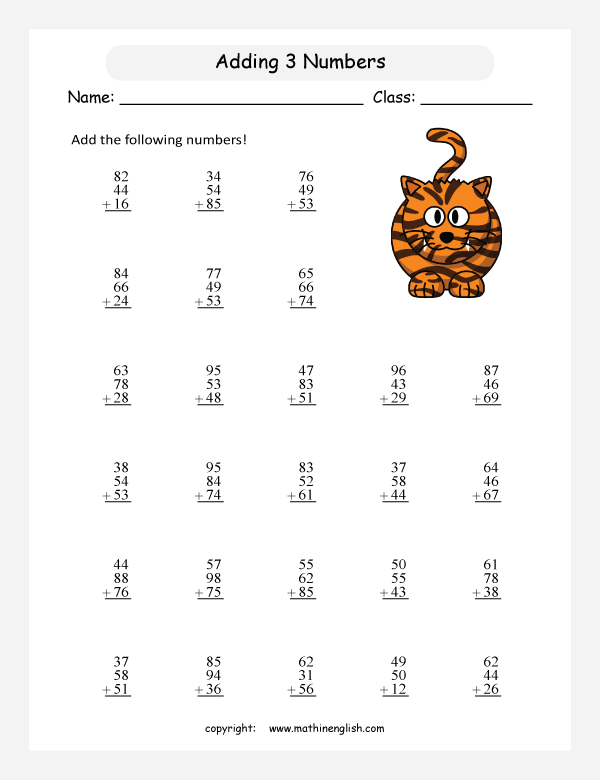 Adding 3 Numbers
Name: ______________________ Class: ____________
Add the following numbers!
82 34 76
44 54 49
+16 +85 +53
84 77 65
66 49 66
+24 +53 +74
63 95 47 96 87
78 53 83 43 46
+28 +48 +51 +29 +69
38 95 83 37 64
54 84 52 58 46
+53 +74 +61 +44 +67
44 57 55 50 61
88 98 62 55 78
+76 +75 +85 +43 +38
37 85 62 49 62
58 94 31 50 44
+51 +36 +56 +12 +26
copyright: www.mathinenglish.com